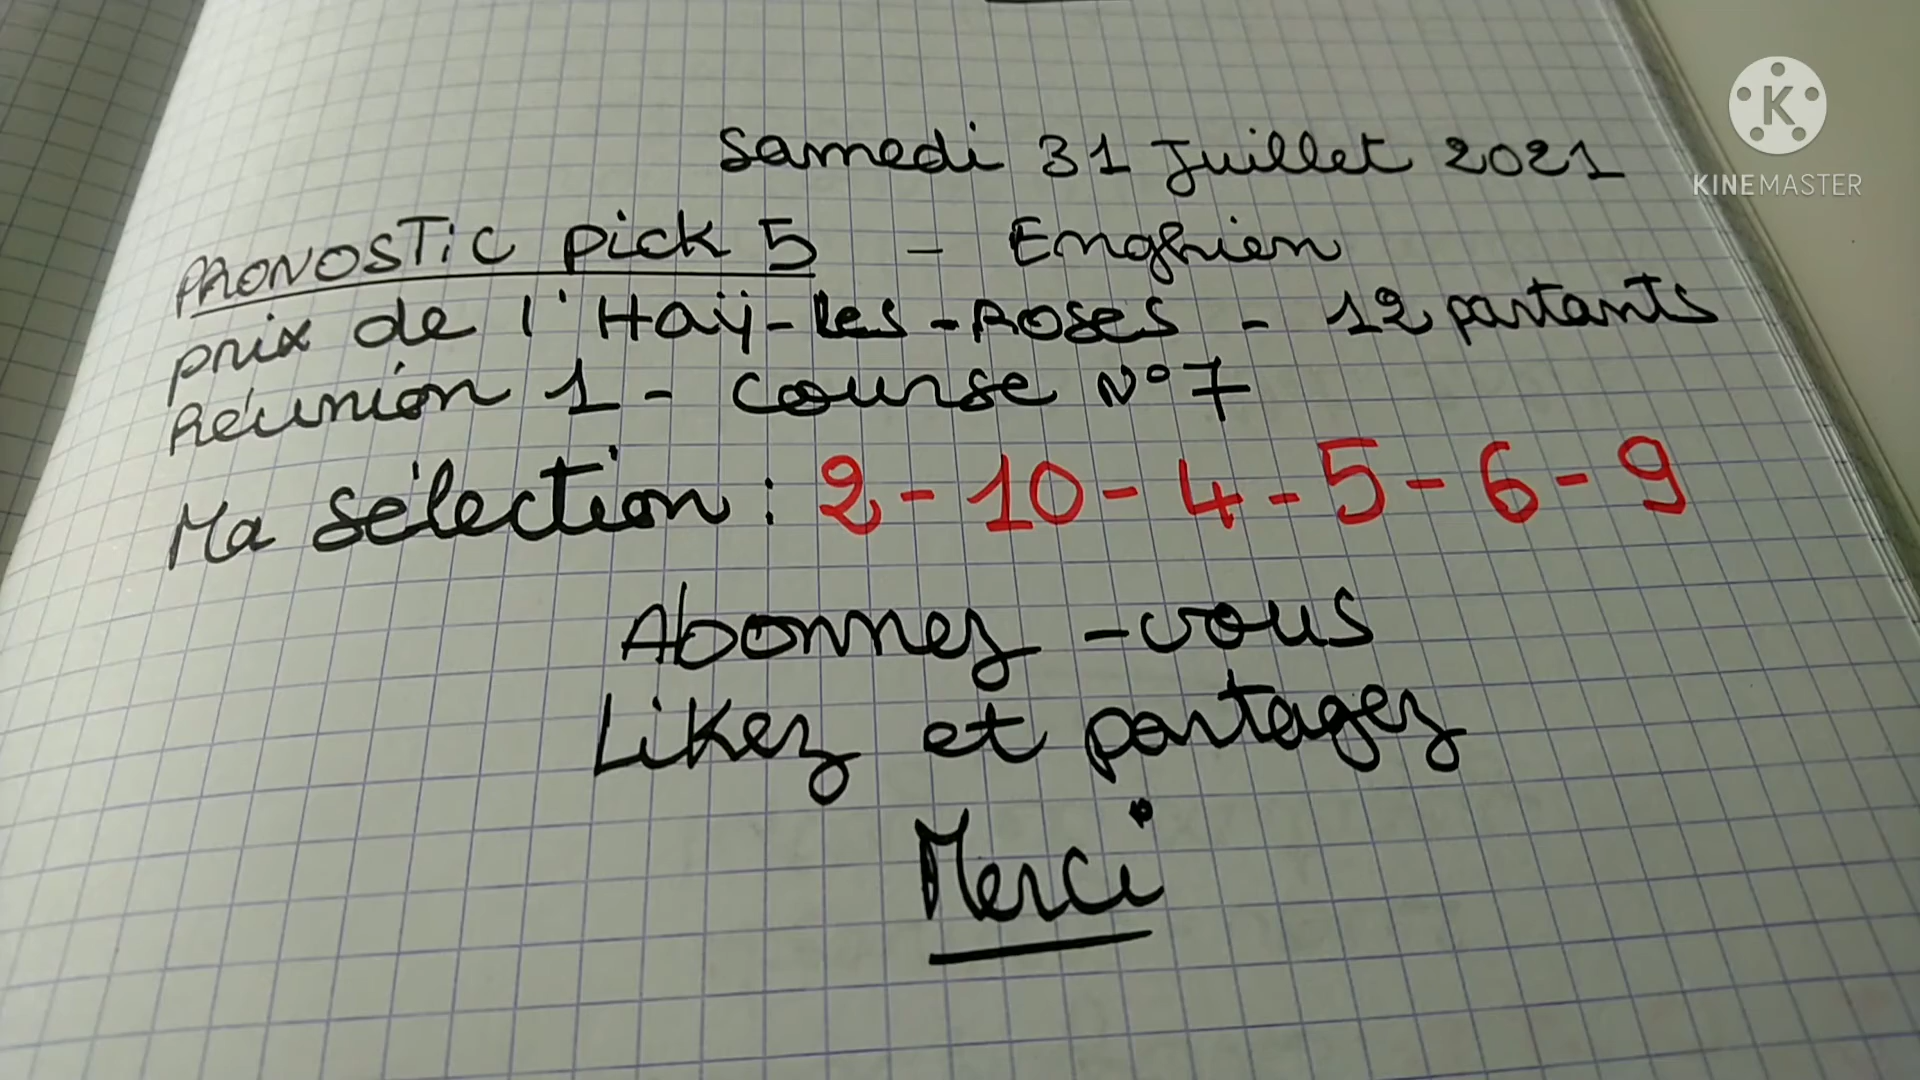 Samedi 31 Juillet 2021
PRONOSTIC pick 5 - Enghien
prix de l'Haÿ-les-Roses - 12 partants
Réunion 1 - course N°7
Ma sélection : 2 - 10 - 4 - 5 - 6 - 9
Abonnez-vous
Likez et partagez
Merci
K
KINEMASTER